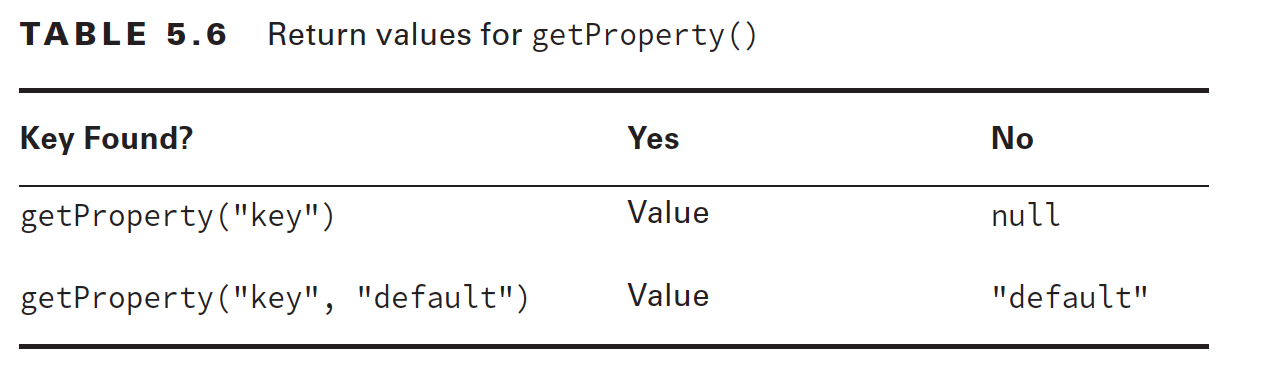 TABLE 5.6 Return values for getProperty()
Key Found? Yes No
getProperty("key") Value null
getProperty("key", "default") Value "default"